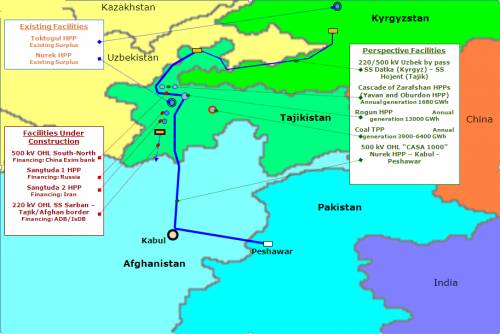 Kazakhstan
Kyrgyzstan
Existing Facilities
Toktogul HPP
Existing Surplus
Nurek HPP
Existing Surplus
Uzbekistan
Perspective Facilities
220/500 kV Uzbek by pass
SS Datka (Kyrgyz) – SS
Hojent (Tajik)
Cascade of Zarafshan HPPs
(Yavan and Oburdon HPP)
Annual generation 1680 GWh
Rogun HPP Annual
generation 13000 GWh
Coal TPP Annual
generation 3900-6400 GWh
500 kV OHL "CASA 1000"
Nurek HPP – Kabul -
Peshawar
Tajikistan
China
Facilities Under
Construction
500 kV OHL South-North
Financing: China Exim bank
Sangtuda 1 HPP
Financing: Russia
Sangtuda 2 HPP
Financing: Iran
220 kV OHL SS Sarban –
Tajik/Afghan border
Financing: ADB/IsDB
Pakistan
Kabul
Peshawar
Afghanistan
India